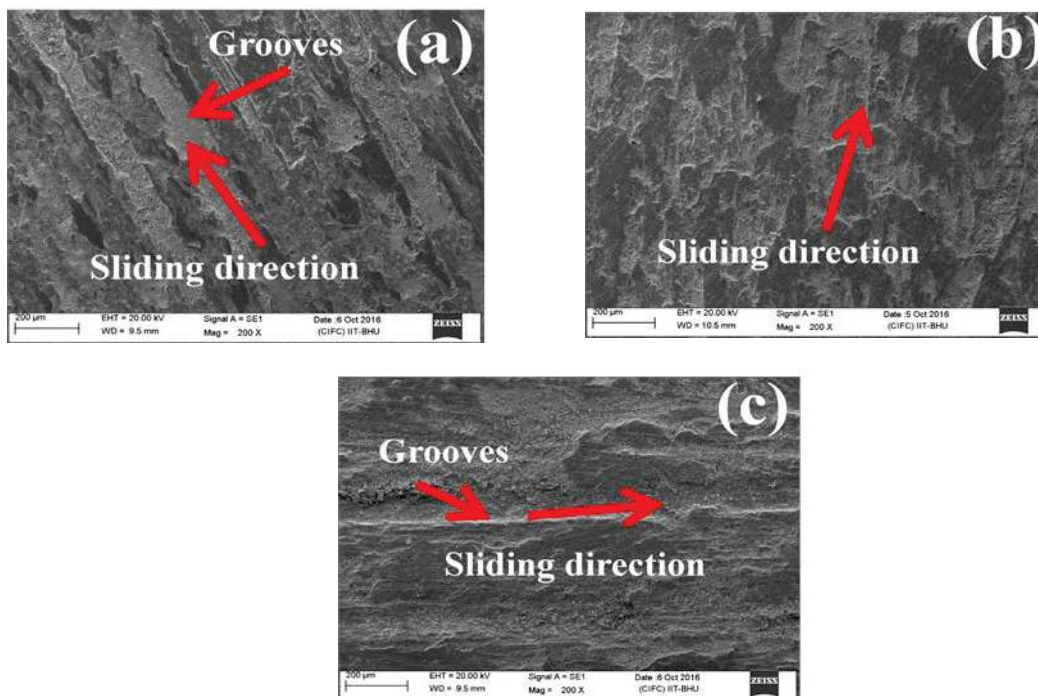 (a)
Grooves
Sliding direction
200 µm
EHT = 20.00 kV
Signal A = SE1
Date :6 Oct 2016
WD = 9.5 mm
Mag = 200 X
(CIFC) IIT-BHU
ZEISS
(b)
Sliding direction
200 µm
EHT = 20.00 kV
Signal A = SE1
Date :5 Oct 2016
WD = 10.5 mm
Mag = 200 X
(CIFC) IIT-BHU
ZEISS
(c)
Grooves
Sliding direction
200 µm
EHT = 20.00 kV
Signal A = SE1
Date :6 Oct 2016
WD = 9.5 mm
Mag = 200 X
(CIFC) IIT-BHU
ZEISS